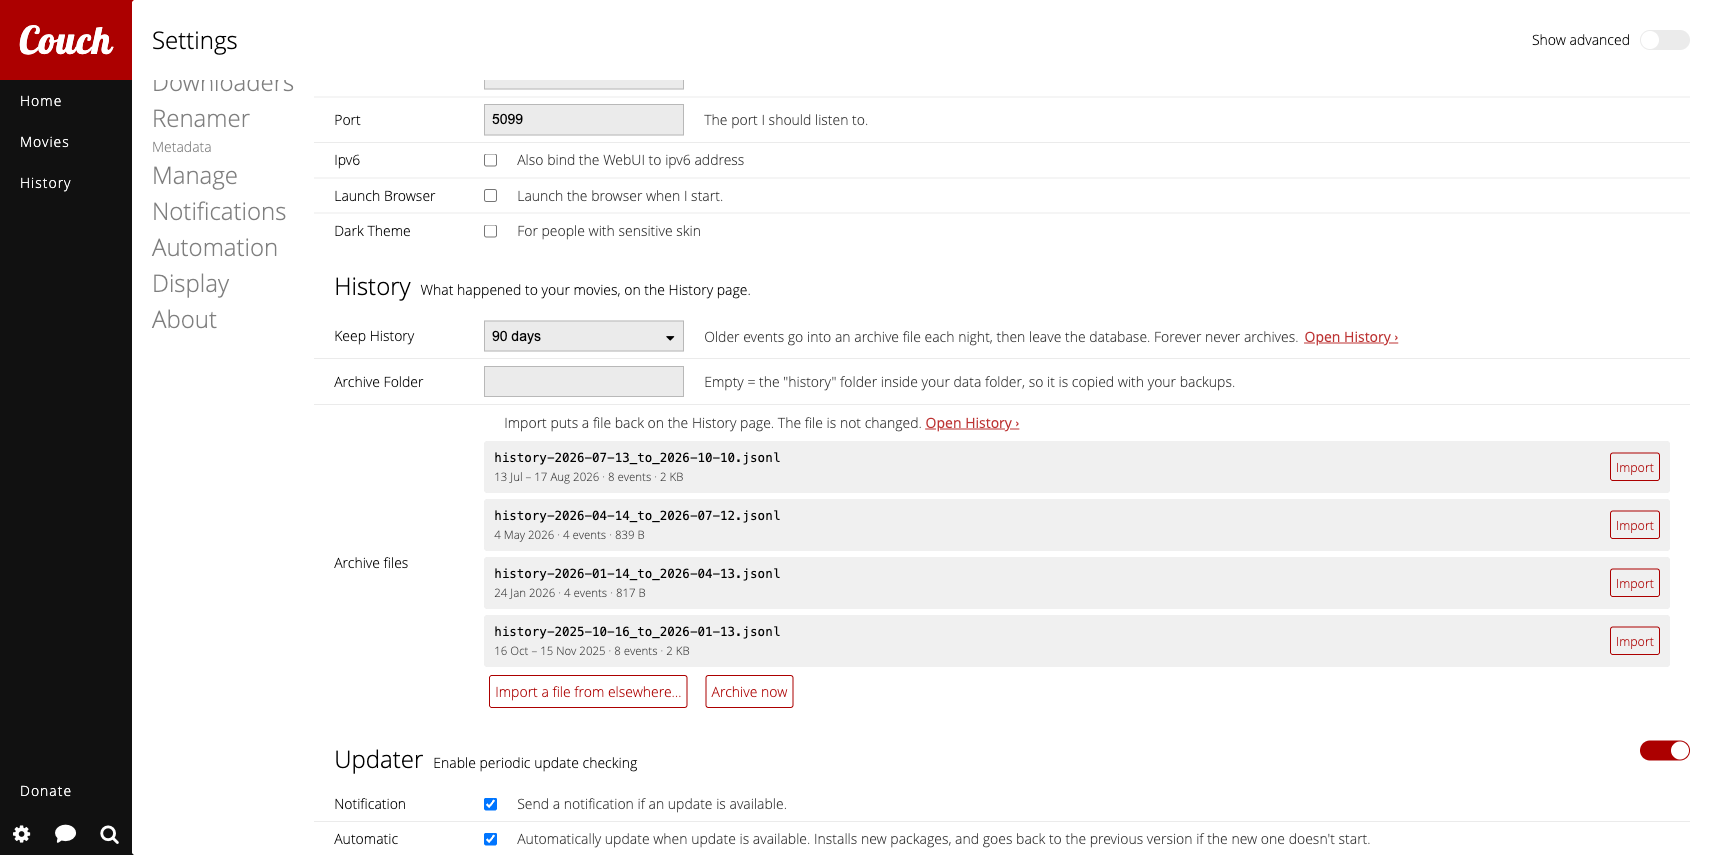 Couch
Settings
Show advanced
Home
Movies
History
Downloaders
Renamer
Metadata
Manage
Notifications
Automation
Display
About
Port 5099 The port I should listen to.
Ipv6 Also bind the WebUI to ipv6 address
Launch Browser Launch the browser when I start.
Dark Theme For people with sensitive skin
History What happened to your movies, on the History page.
Keep History 90 days Older events go into an archive file each night, then leave the database. Forever never archives. Open History ›
Archive Folder Empty = the "history" folder inside your data folder, so it is copied with your backups.
Import puts a file back on the History page. The file is not changed. Open History ›
Archive files
history-2026-07-13_to_2026-10-10.jsonl
13 Jul – 17 Aug 2026 · 8 events · 2 KB
Import
history-2026-04-14_to_2026-07-12.jsonl
4 May 2026 · 4 events · 839 B
Import
history-2026-01-14_to_2026-04-13.jsonl
24 Jan 2026 · 4 events · 817 B
Import
history-2025-10-16_to_2026-01-13.jsonl
16 Oct – 15 Nov 2025 · 8 events · 2 KB
Import
Import a file from elsewhere... Archive now
Updater Enable periodic update checking
Notification Send a notification if an update is available.
Automatic Automatically update when update is available. Installs new packages, and goes back to the previous version if the new one doesn't start.
Donate